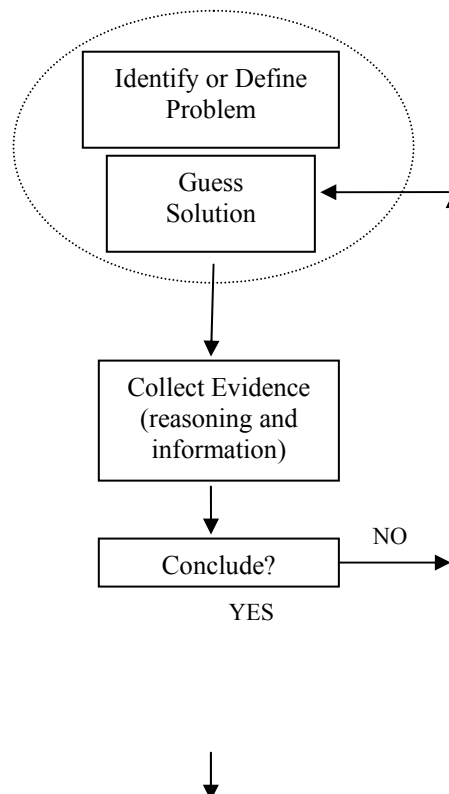 Identify or Define
Problem
Guess
Solution
Collect Evidence
(reasoning and
information)
NO
Conclude?
YES